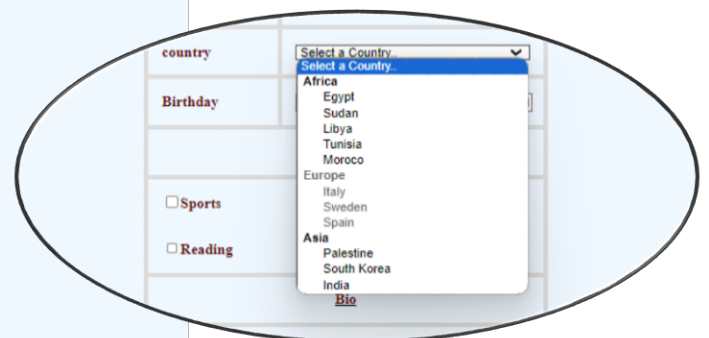 country
Select a Country..
Select a Country..
Africa
Egypt
Birthday
Sudan
Libya
Tunisia
Moroco
Europe
Italy
Sports
Sweden
Spain
Asia
Reading
Palestine
South Korea
India
Bio